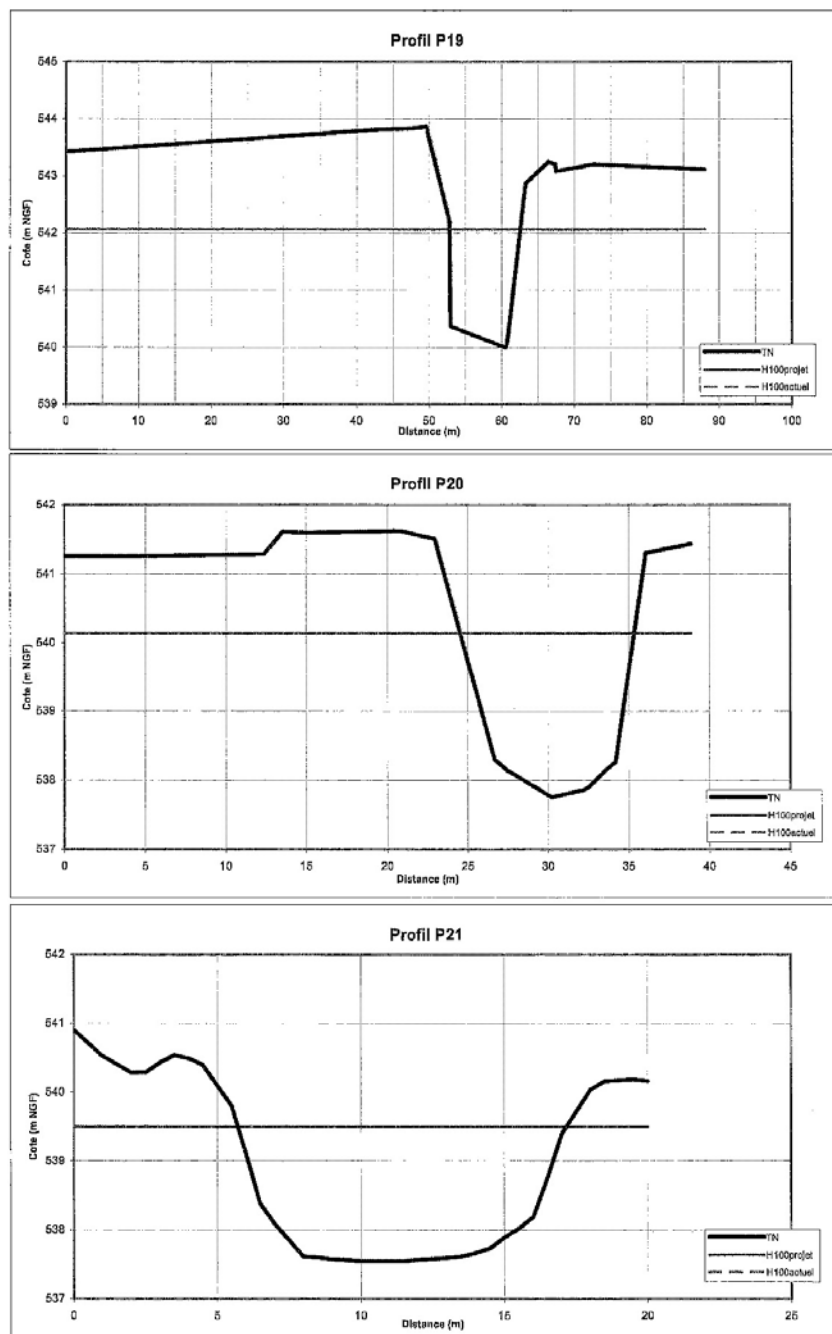 Profil P19
545
544
543
542
541
540
539
Cote (m NGF)
0 10 20 30 40 50 60 70 80 90 100
Distance (m)
TN
H100projet
H100actuel
Profil P20
542
541
540
539
538
537
Cote (m NGF)
0 5 10 15 20 25 30 35 40 45
Distance (m)
TN
H100projet
H100actuel
Profil P21
542
541
540
539
538
537
Cote (m NGF)
0 5 10 15 20 25
Distance (m)
TN
H100projet
H100actuel